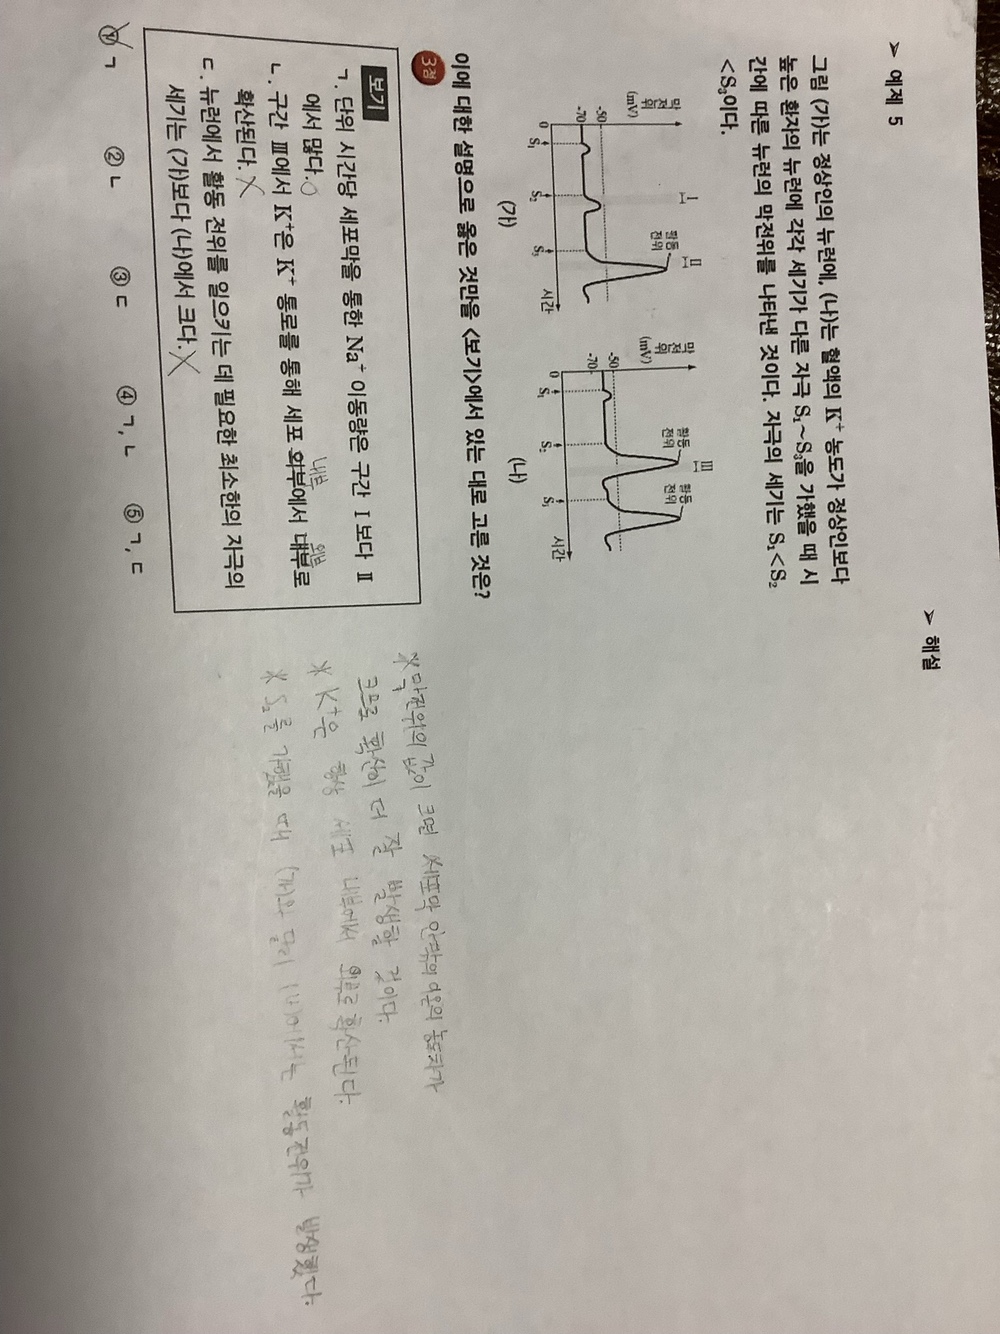 ➤ 예제 5
➤ 해설
그림 (가)는 정상인의 뉴런에, (나)는 혈액의 K⁺ 농도가 정상인보다
높은 환자의 뉴런에 각각 세기가 다른 자극 S₁~S₃을 가했을 때 시
간에 따른 뉴런의 막전위를 나타낸 것이다. 자극의 세기는 S₁<S₂
<S₃이다.
막전위 (mV)
-50
-70
0
S₁
S₂
S₃
I
II
활동 전위
시간
(가)
막전위 (mV)
-50
-70
0
S₁
S₂
S₃
활동 전위
III
활동 전위
시간
(나)
이에 대한 설명으로 옳은 것만을 <보기>에서 있는 대로 고른 것은?
3점
보기
ㄱ. 단위 시간당 세포막을 통한 Na⁺ 이동량은 구간 Ⅰ보다 Ⅱ
에서 많다.○
내부 외부
ㄴ. 구간 Ⅲ에서 K⁺은 K⁺ 통로를 통해 세포 외부에서 내부로
확산된다.X
ㄷ. 뉴런에서 활동 전위를 일으키는 데 필요한 최소한의 자극의
세기는 (가)보다 (나)에서 크다.X
① ㄱ ② ㄴ ③ ㄷ ④ ㄱ, ㄴ ⑤ ㄱ, ㄷ
* 막전위의 값이 크면 세포막 안팎의 이온의 농도차가
크므로 확산이 더 잘 발생할 것이다.
* K⁺은 항상 세포 내부에서 외부로 확산된다.
* S₂를 가했을 때 (가)와 달리 (나)에서는 활동전위가 발생했다.